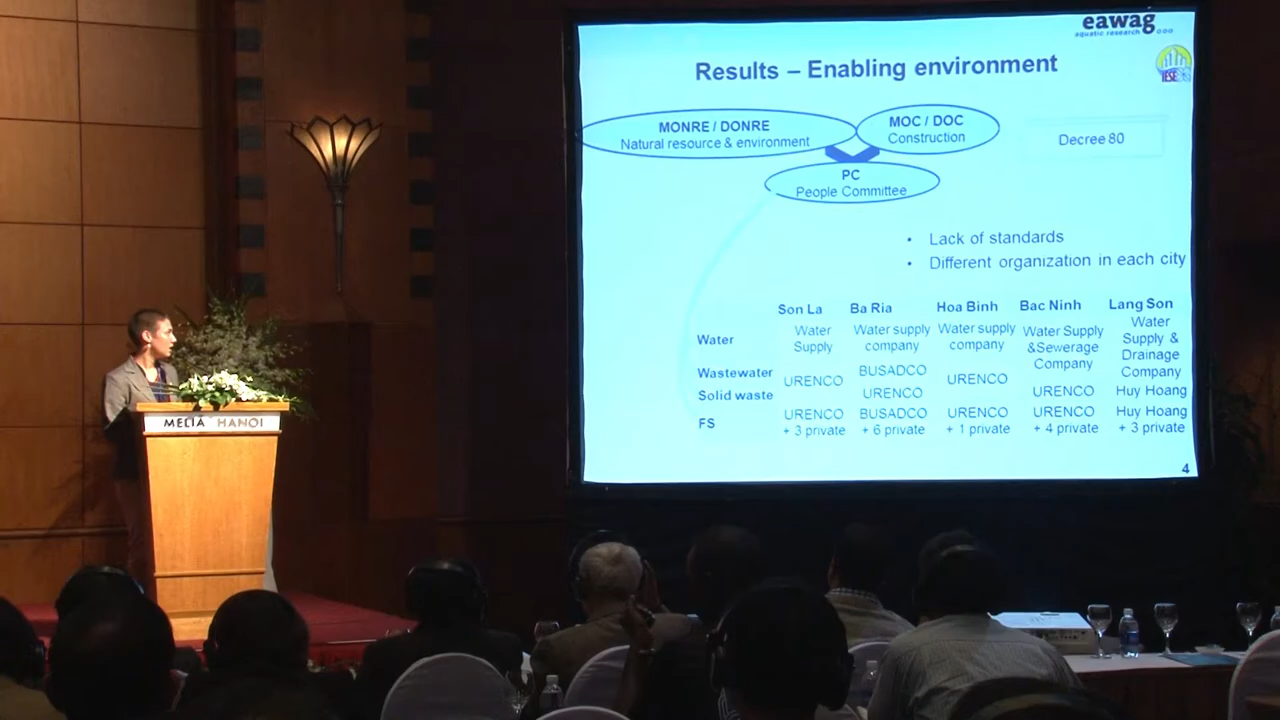 eawag
aquatic research
Results – Enabling environment
IESE
MONRE / DONRE
Natural resource & environment
MOC / DOC
Construction
Decree 80
PC
People Committee
• Lack of standards
• Different organization in each city
Son La Ba Ria Hoa Binh Bac Ninh Lang Son
Water
Water Supply
Water supply company
Water supply company
Water Supply &Sewerage Company
Water Supply & Drainage Company
Wastewater
URENCO
BUSADCO
URENCO
Solid waste
URENCO
URENCO
Huy Hoang
FS
URENCO + 3 private
BUSADCO + 6 private
URENCO + 1 private
URENCO + 4 private
Huy Hoang + 3 private
4
MELIÃ HANOI